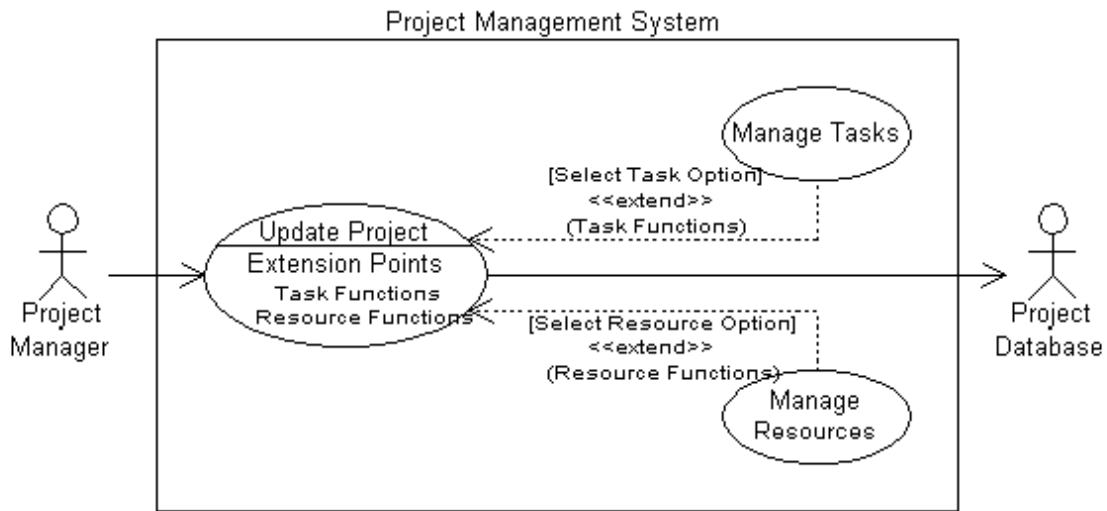 Project Management System
Manage Tasks
[Select Task Option]
<<extend>>
(Task Functions)
Update Project
Extension Points
Task Functions
Resource Functions
Project
Manager
[Select Resource Option]
<<extend>>
(Resource Functions)
Project
Database
Manage
Resources